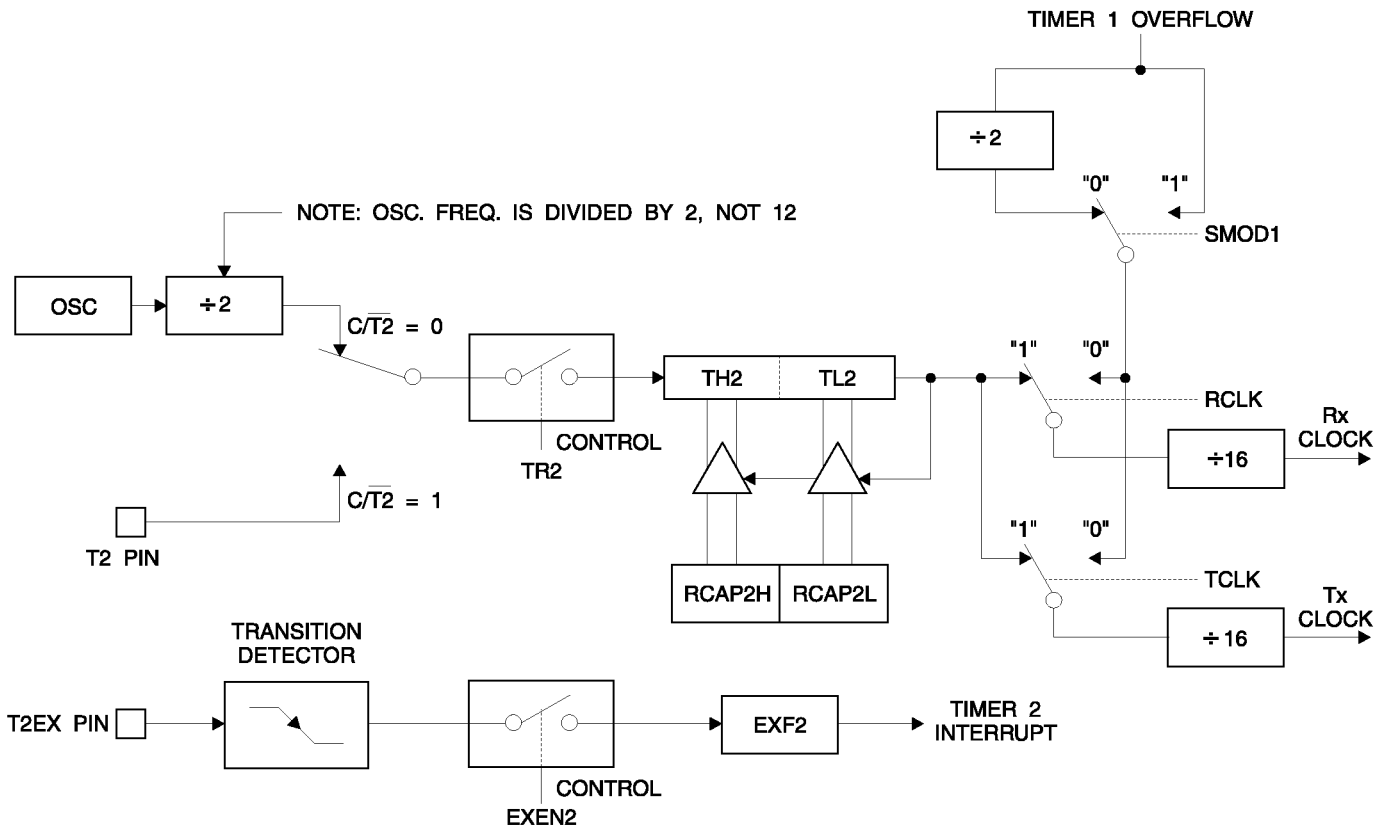 TIMER 1 OVERFLOW
÷2
"0" "1"
NOTE: OSC. FREQ. IS DIVIDED BY 2, NOT 12
SMOD1
OSC
÷2
C/T̅2̅ = 0
"1" "0"
TH2 TL2
RCLK
Rx
CLOCK
CONTROL
TR2
÷16
C/T̅2̅ = 1
"1" "0"
T2 PIN
TCLK
RCAP2H RCAP2L
Tx
CLOCK
TRANSITION
DETECTOR
÷16
T2EX PIN
EXF2
TIMER 2
INTERRUPT
CONTROL
EXEN2